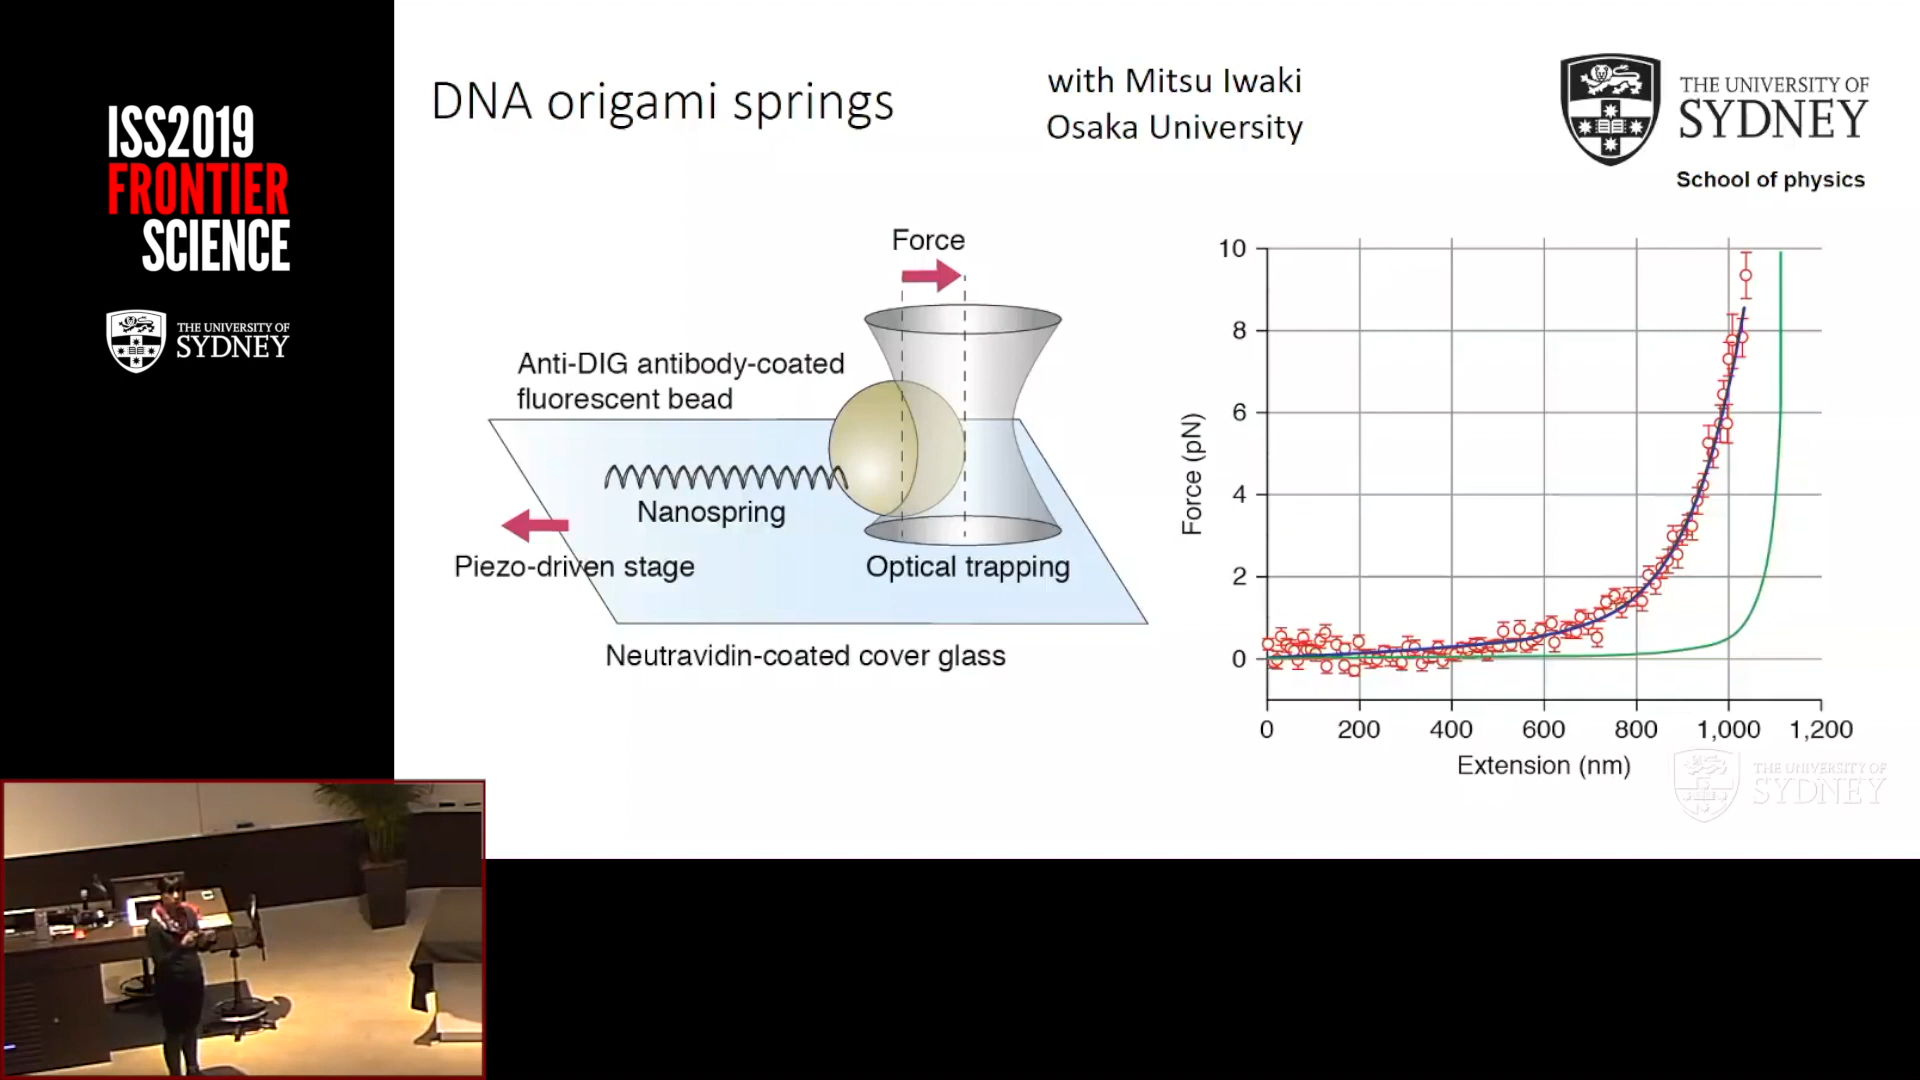 ISS2019
FRONTIER
SCIENCE
THE UNIVERSITY OF
SYDNEY
DNA origami springs
with Mitsu Iwaki
Osaka University
THE UNIVERSITY OF
SYDNEY
School of physics
Force
Anti-DIG antibody-coated
fluorescent bead
Nanospring
Piezo-driven stage
Optical trapping
Neutravidin-coated cover glass
10
8
6
4
2
0
Force (pN)
0 200 400 600 800 1,000 1,200
Extension (nm)
THE UNIVERSITY OF
SYDNEY